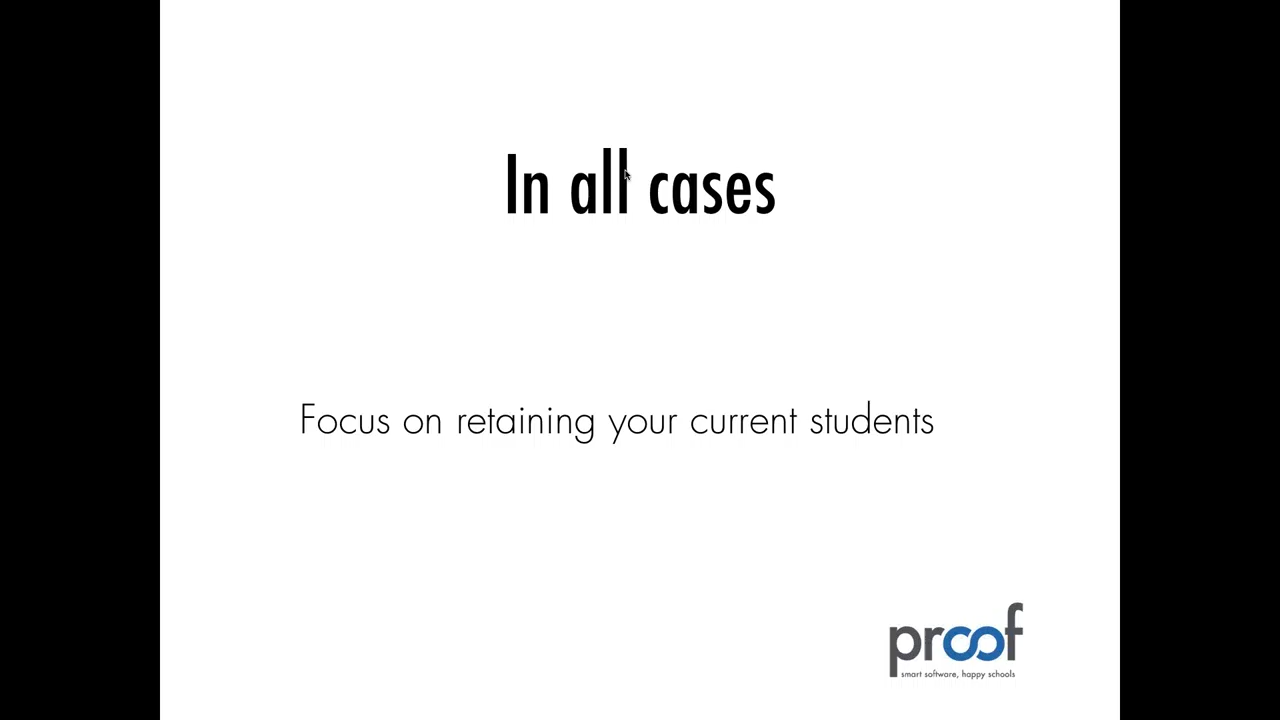 In all cases
Focus on retaining your current students
proof
smart software, happy schools